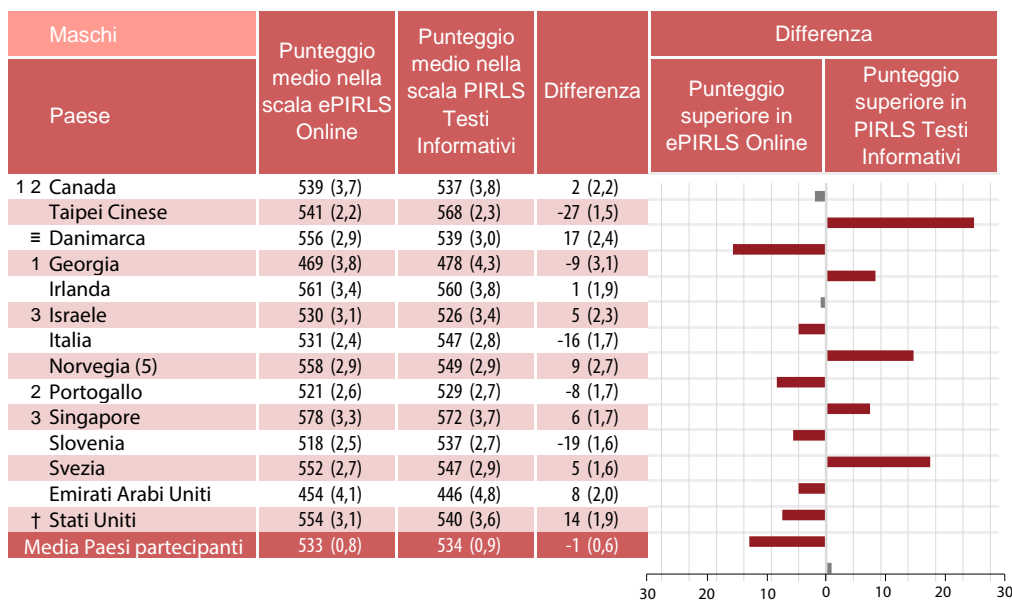 Maschi
Paese
Punteggio
medio nella
scala ePIRLS
Online
Punteggio
medio nella
scala PIRLS
Testi
Informativi
Differenza
Differenza
Punteggio
superiore in
ePIRLS Online
Punteggio
superiore in
PIRLS Testi
Informativi
1 2 Canada 539 (3,7) 537 (3,8) 2 (2,2)
Taipei Cinese 541 (2,2) 568 (2,3) -27 (1,5)
≡ Danimarca 556 (2,9) 539 (3,0) 17 (2,4)
1 Georgia 469 (3,8) 478 (4,3) -9 (3,1)
Irlanda 561 (3,4) 560 (3,8) 1 (1,9)
3 Israele 530 (3,1) 526 (3,4) 5 (2,3)
Italia 531 (2,4) 547 (2,8) -16 (1,7)
Norvegia (5) 558 (2,9) 549 (2,9) 9 (2,7)
2 Portogallo 521 (2,6) 529 (2,7) -8 (1,7)
3 Singapore 578 (3,3) 572 (3,7) 6 (1,7)
Slovenia 518 (2,5) 537 (2,7) -19 (1,6)
Svezia 552 (2,7) 547 (2,9) 5 (1,6)
Emirati Arabi Uniti 454 (4,1) 446 (4,8) 8 (2,0)
† Stati Uniti 554 (3,1) 540 (3,6) 14 (1,9)
Media Paesi partecipanti 533 (0,8) 534 (0,9) -1 (0,6)
30 20 10 0 10 20 30